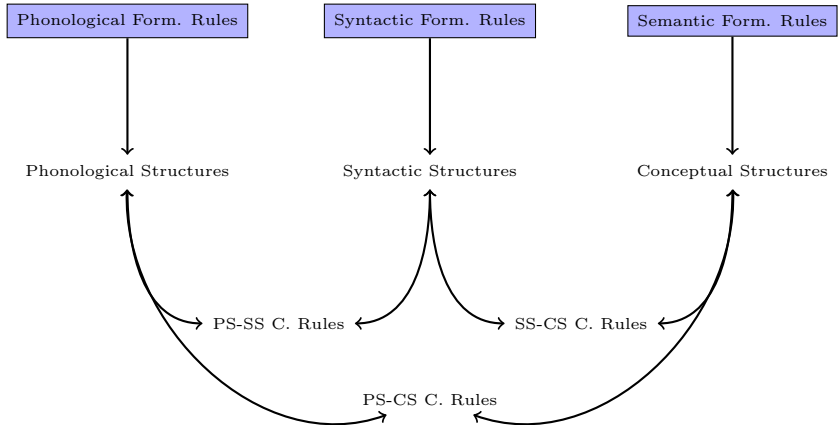 Phonological Form. Rules
Syntactic Form. Rules
Semantic Form. Rules
Phonological Structures
Syntactic Structures
Conceptual Structures
PS-SS C. Rules
SS-CS C. Rules
PS-CS C. Rules